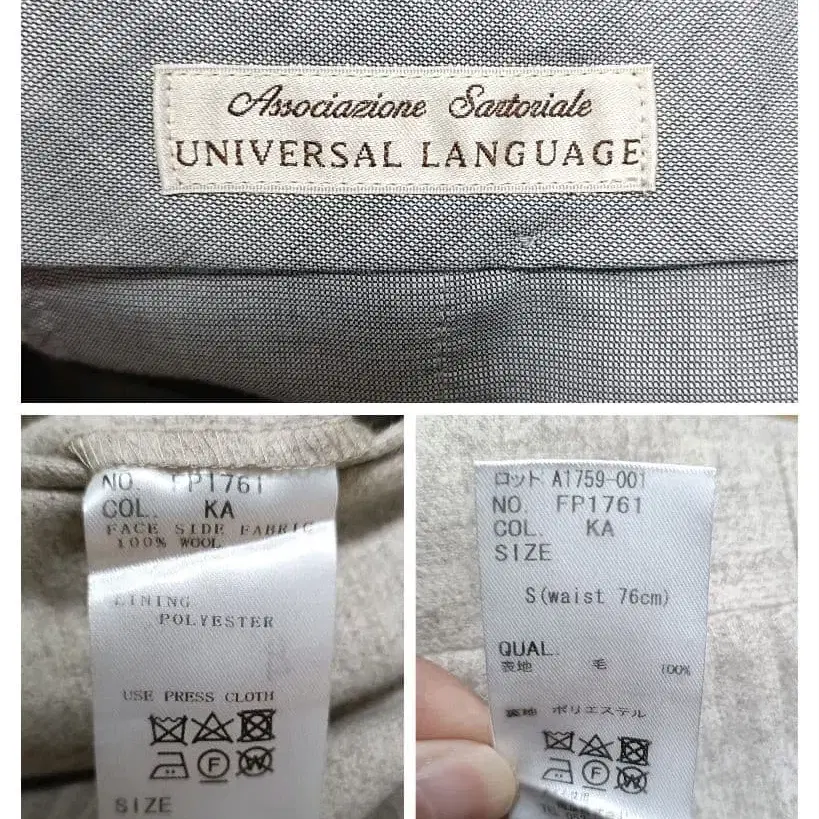 Associazione Sartoriale
UNIVERSAL LANGUAGE
NO. FP1761
COL. KA
FACE SIDE FABRIC
100% WOOL
LINING
POLYESTER
USE PRESS CLOTH
F W
SIZE
ロット A1759-001
NO. FP1761
COL. KA
SIZE
S(waist 76cm)
QUAL.
表地 毛 100%
裏地 ポリエステル
F W